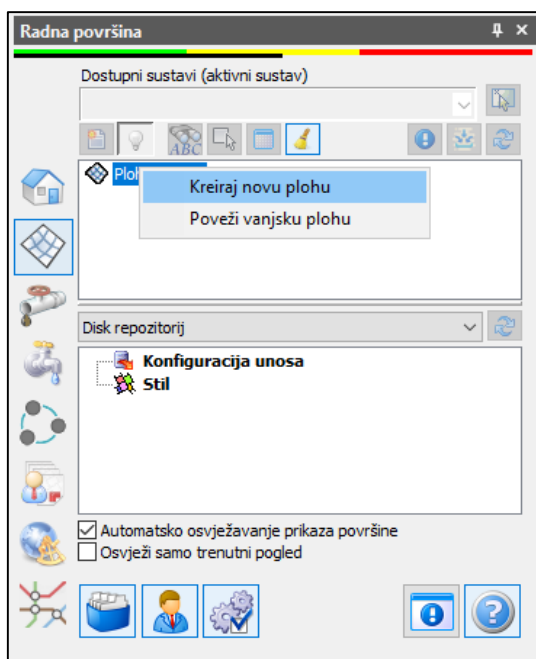 Radna površina
Dostupni sustavi (aktivni sustav)
ABC
Kreiraj novu plohu
Poveži vanjsku plohu
Disk repozitorij
Konfiguracija unosa
Stil
Automatsko osvježavanje prikaza površine
Osvježi samo trenutni pogled